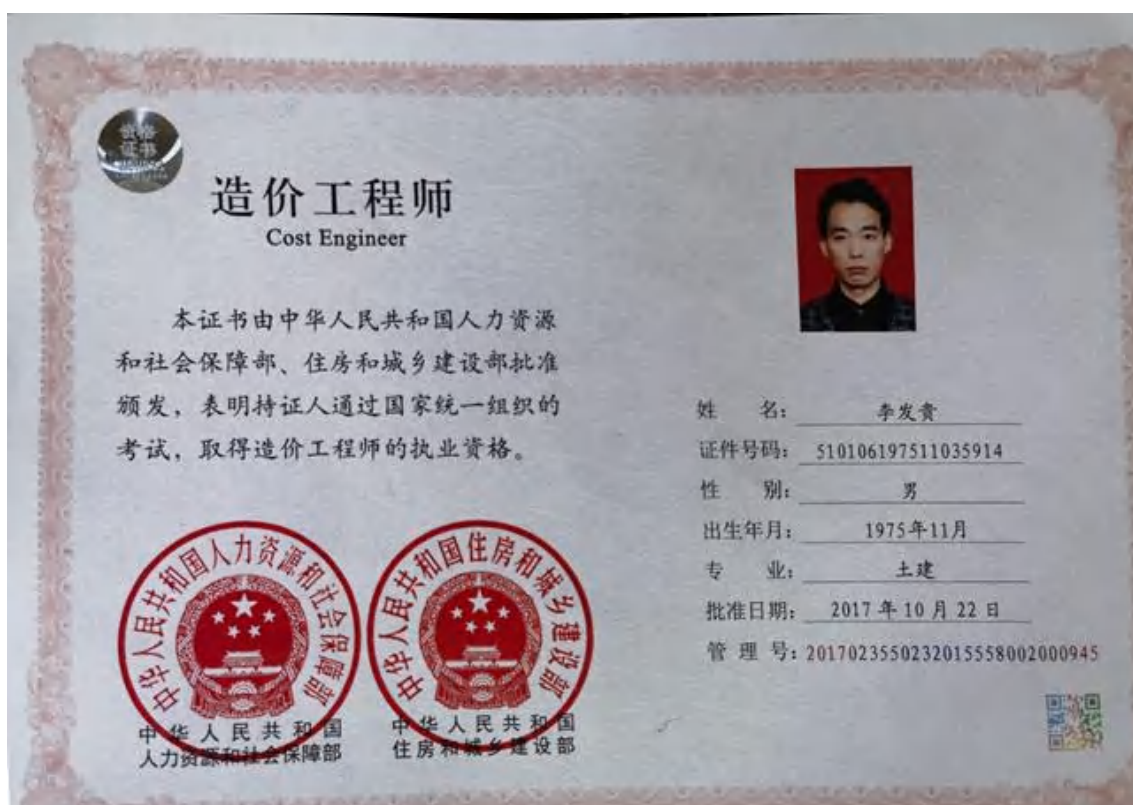 资格
证书
造价工程师
Cost Engineer
本证书由中华人民共和国人力资源
和社会保障部、住房和城乡建设部批准
颁发，表明持证人通过国家统一组织的
考试，取得造价工程师的执业资格。
中华人民共和国人力资源和社会保障部
中华人民共和国
人力资源和社会保障部
中华人民共和国住房和城乡建设部
中华人民共和国
住房和城乡建设部
姓 名： 李发贵
证件号码： 510106197511035914
性 别： 男
出生年月： 1975年11月
专 业： 土建
批准日期： 2017年10月22日
管 理 号：2017023550232015558002000945